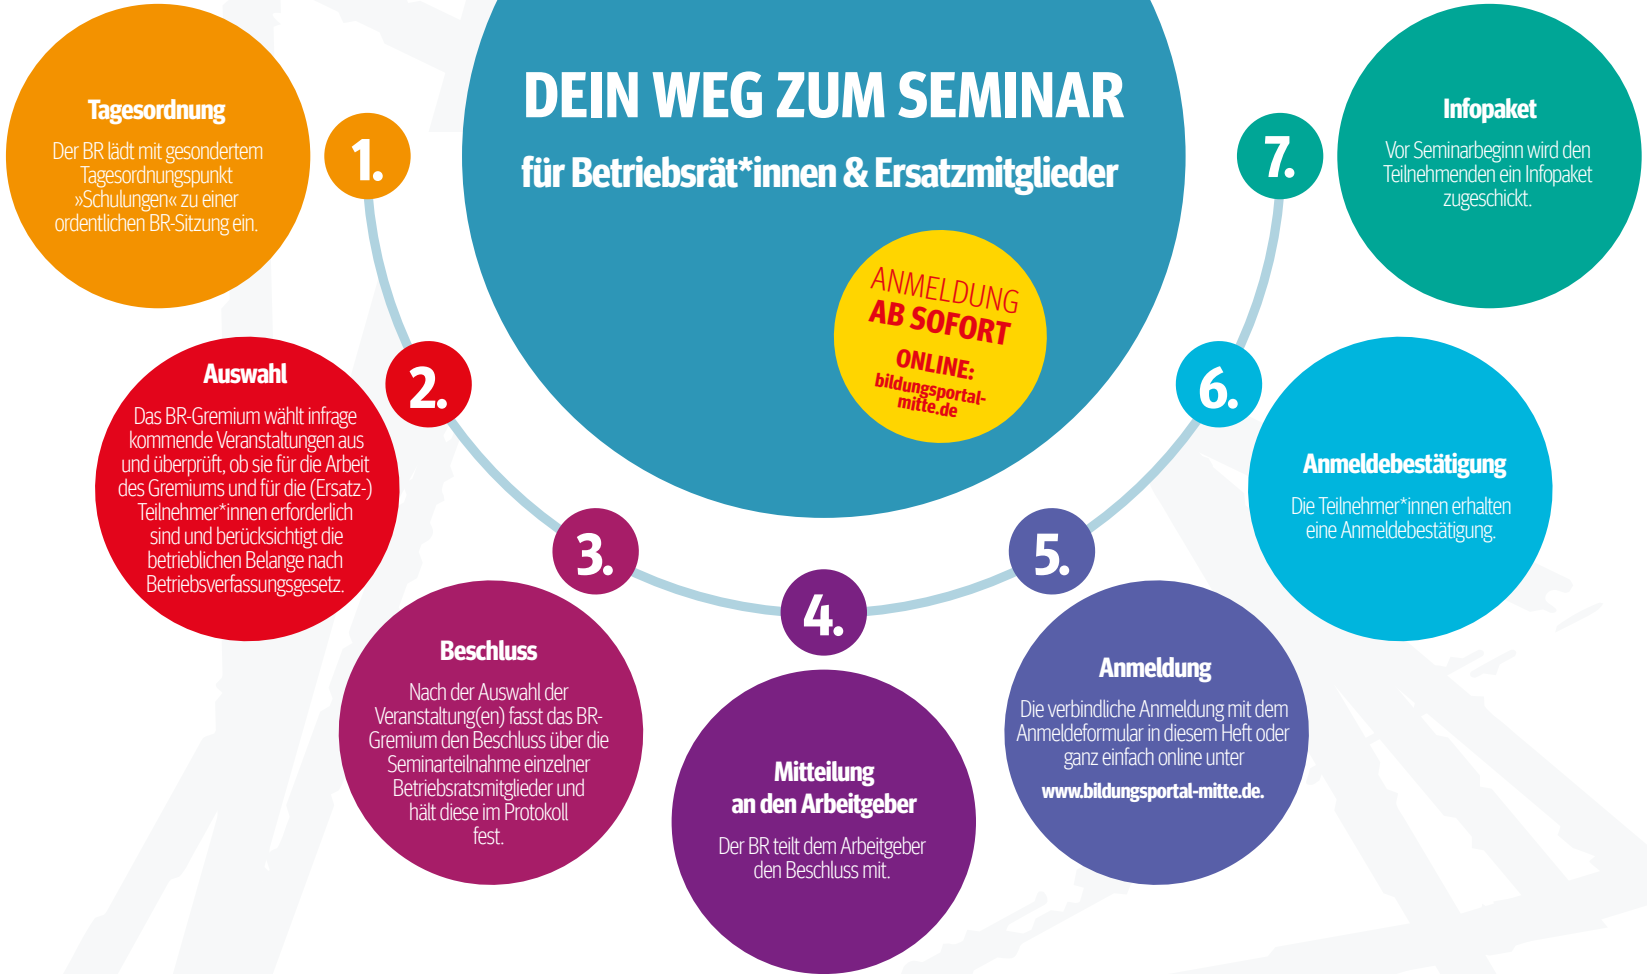 DEIN WEG ZUM SEMINAR
für Betriebsrät*innen & Ersatzmitglieder
ANMELDUNG
AB SOFORT
ONLINE:
bildungsportal-
mitte.de
1.
Tagesordnung
Der BR lädt mit gesondertem
Tagesordnungspunkt
»Schulungen« zu einer
ordentlichen BR-Sitzung ein.
2.
Auswahl
Das BR-Gremium wählt infrage
kommende Veranstaltungen aus
und überprüft, ob sie für die Arbeit
des Gremiums und für die (Ersatz-)
Teilnehmer*innen erforderlich
sind und berücksichtigt die
betrieblichen Belange nach
Betriebsverfassungsgesetz.
3.
Beschluss
Nach der Auswahl der
Veranstaltung(en) fasst das BR-
Gremium den Beschluss über die
Seminarteilnahme einzelner
Betriebsratsmitglieder und
hält diese im Protokoll
fest.
4.
Mitteilung
an den Arbeitgeber
Der BR teilt dem Arbeitgeber
den Beschluss mit.
5.
Anmeldung
Die verbindliche Anmeldung mit dem
Anmeldeformular in diesem Heft oder
ganz einfach online unter
www.bildungsportal-mitte.de.
6.
Anmeldebestätigung
Die Teilnehmer*innen erhalten
eine Anmeldebestätigung.
7.
Infopaket
Vor Seminarbeginn wird den
Teilnehmenden ein Infopaket
zugeschickt.